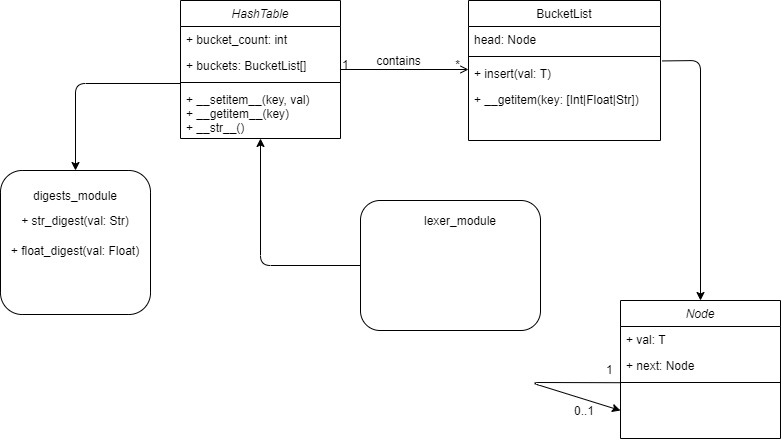 HashTable
+ bucket_count: int
+ buckets: BucketList[]
+ __setitem__(key, val)
+ __getitem__(key)
+ __str__()
1
contains
*
BucketList
head: Node
+ insert(val: T)
+ __getitem(key: [Int|Float|Str])
digests_module
+ str_digest(val: Str)
+ float_digest(val: Float)
lexer_module
Node
+ val: T
+ next: Node
1
0..1